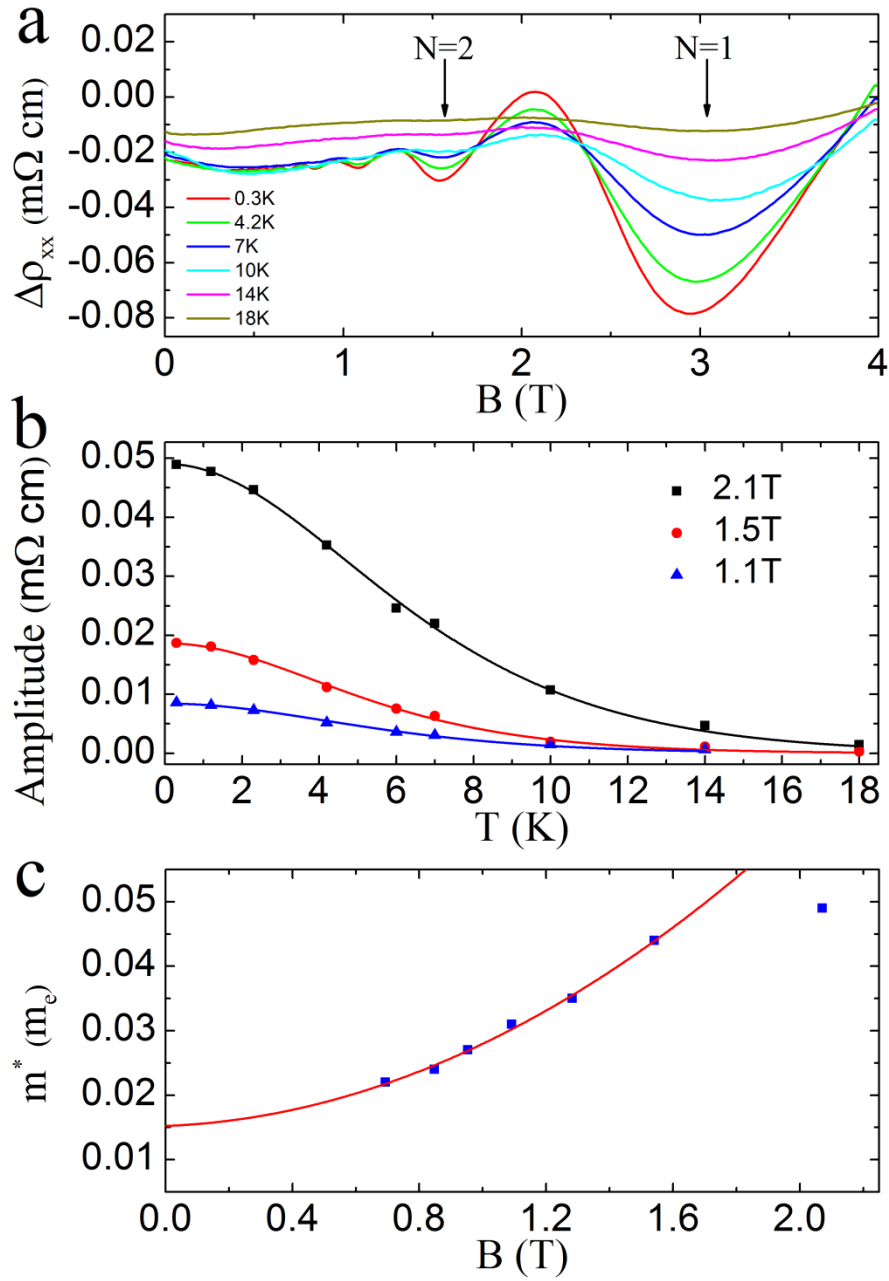 a
N=2 N=1
0.02
0.00
-0.02
-0.04
-0.06
-0.08
Δρxx (mΩ cm)
0.3K
4.2K
7K
10K
14K
18K
0 1 2 3 4
B (T)
b
0.05
0.04
0.03
0.02
0.01
0.00
Amplitude (mΩ cm)
2.1T
1.5T
1.1T
0 2 4 6 8 10 12 14 16 18
T (K)
c
0.05
0.04
0.03
0.02
0.01
m* (me)
0.0 0.4 0.8 1.2 1.6 2.0
B (T)